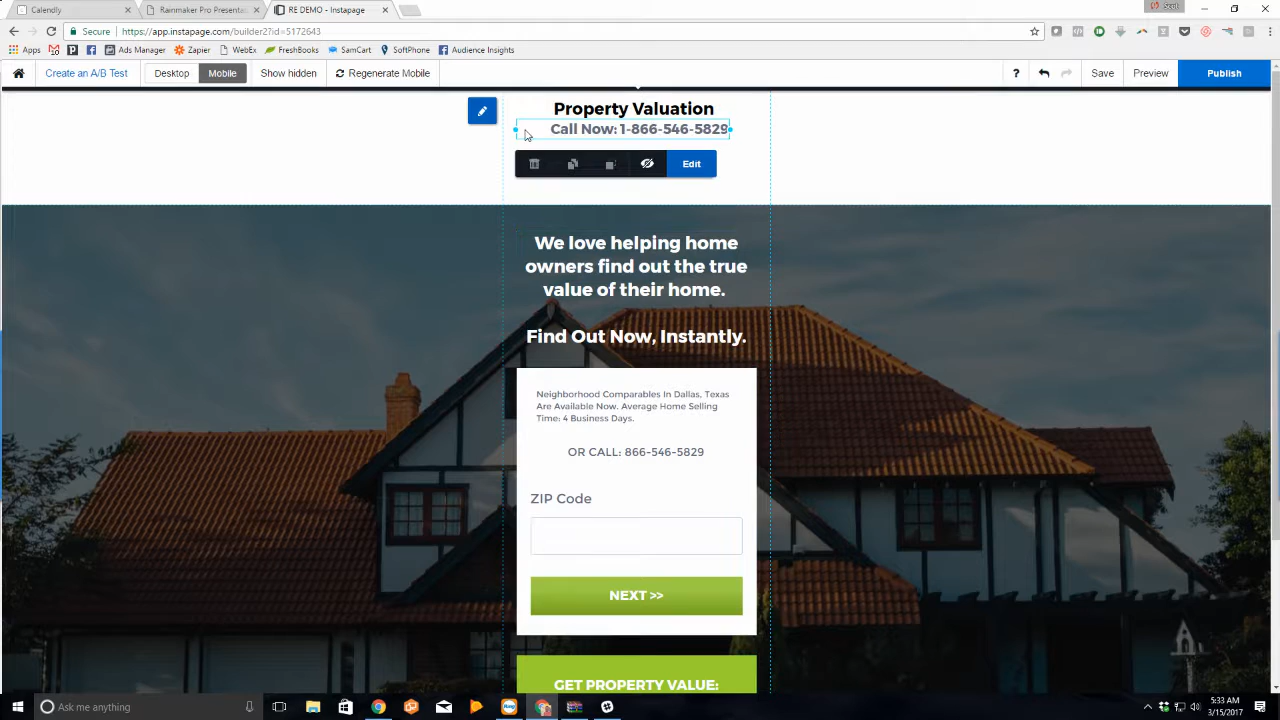 Calendly
Rainmaker Pro Presenta
RE DEMO - Instapage
Secure
https://app.instapage.com/builder2?id=5172643
Apps
Ads Manager
Zapier
WebEx
FreshBooks
SamCart
SoftPhone
Audience Insights
Create an A/B Test
Desktop
Mobile
Show hidden
Regenerate Mobile
?
Save
Preview
Publish
Property Valuation
Call Now: 1-866-546-5829
Edit
We love helping home
owners find out the true
value of their home.
Find Out Now, Instantly.
Neighborhood Comparables In Dallas, Texas
Are Available Now. Average Home Selling
Time: 4 Business Days.
OR CALL: 866-546-5829
ZIP Code
NEXT >>
GET PROPERTY VALUE:
Ask me anything
5:33 AM
3/15/2017